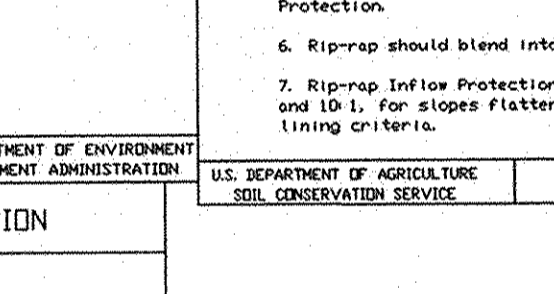 Protection.
6. Rip-rap should blend into
7. Rip-rap Inflow Protection
and 10:1, for slopes flatter
lining criteria.
TMENT OF ENVIRONMENT
MENT ADMINISTRATION
U.S. DEPARTMENT OF AGRICULTURE
SOIL CONSERVATION SERVICE
ION